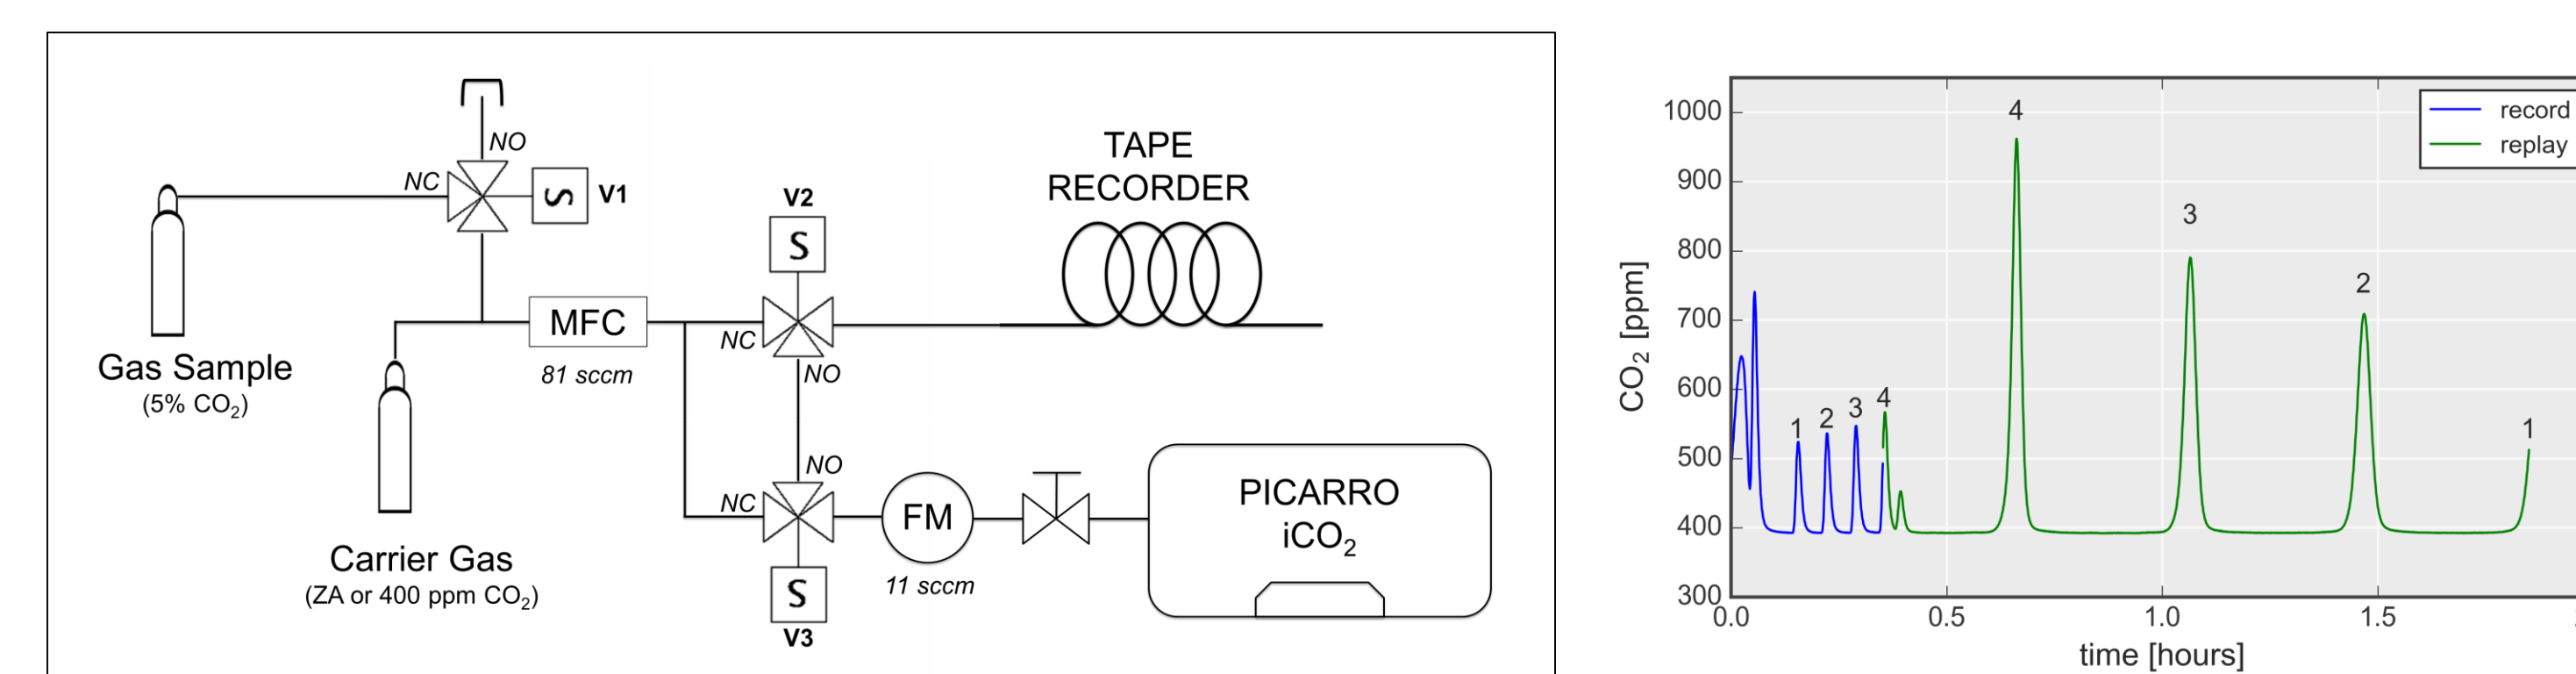 NO
NC
S
V1
Gas Sample
(5% CO₂)
Carrier Gas
(ZA or 400 ppm CO₂)
MFC
81 sccm
V2
S
NC
NO
TAPE
RECORDER
NO
NC
S
V3
FM
11 sccm
PICARRO
iCO₂
CO₂ [ppm]
1000
900
800
700
600
500
400
300
0.0
0.5
1.0
1.5
time [hours]
1
2
3
4
4
3
2
1
record
replay